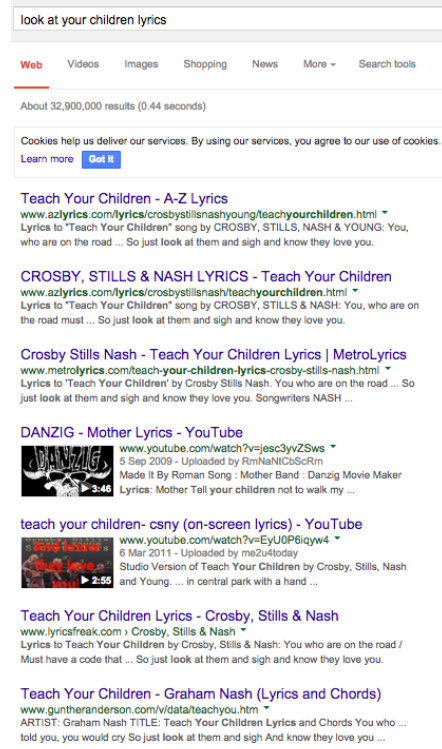 look at your children lyrics
Web Videos Images Shopping News More Search tools
About 32,900,000 results (0.44 seconds)
Cookies help us deliver our services. By using our services, you agree to our use of cookies.
Learn more Got it
Teach Your Children - A-Z Lyrics
www.azlyrics.com/lyrics/crosbystillsnashyoung/teachyourchildren.html
Lyrics to "Teach Your Children" song by CROSBY, STILLS, NASH & YOUNG: You,
who are on the road ... So just look at them and sigh and know they love you.
CROSBY, STILLS & NASH LYRICS - Teach Your Children
www.azlyrics.com/lyrics/crosbystillsnash/teachyourchildren.html
Lyrics to "Teach Your Children" song by CROSBY, STILLS & NASH: You, who are on
the road must ... So just look at them and sigh and know they love you.
Crosby Stills Nash - Teach Your Children Lyrics | MetroLyrics
www.metrolyrics.com/teach-your-children-lyrics-crosby-stills-nash.html
Lyrics to 'Teach Your Children' by Crosby Stills Nash. You who are on the road ... So
just look at them and sigh and know they love you. Songwriters NASH ...
DANZIG - Mother Lyrics - YouTube
www.youtube.com/watch?v=jesc3yvZSws
5 Sep 2009 - Uploaded by RmNaNtCbScRrn
Made It By Roman Song : Mother Band : Danzig Movie Maker
Lyrics: Mother Tell your children not to walk my ...
DANZIG
3:46
teach your children- csny (on-screen lyrics) - YouTube
www.youtube.com/watch?v=EyU0P6iqyw4
6 Mar 2011 - Uploaded by me2u4today
Studio Version of Teach Your Children by Crosby, Stills, Nash
and Young. ... in central park with a hand ...
they love
you!
2:55
Teach Your Children Lyrics - Crosby, Stills & Nash
www.lyricsfreak.com › Crosby, Stills & Nash
Lyrics to Teach Your Children by Crosby, Stills & Nash: You who are on the road /
Must have a code that ... So just look at them and sigh and know they love you.
Teach Your Children - Graham Nash (Lyrics and Chords)
www.guntheranderson.com/v/data/teachyou.htm
ARTIST: Graham Nash TITLE: Teach Your Children Lyrics and Chords You who ...
told you, you would cry So just look at them and sigh And know they love you ...